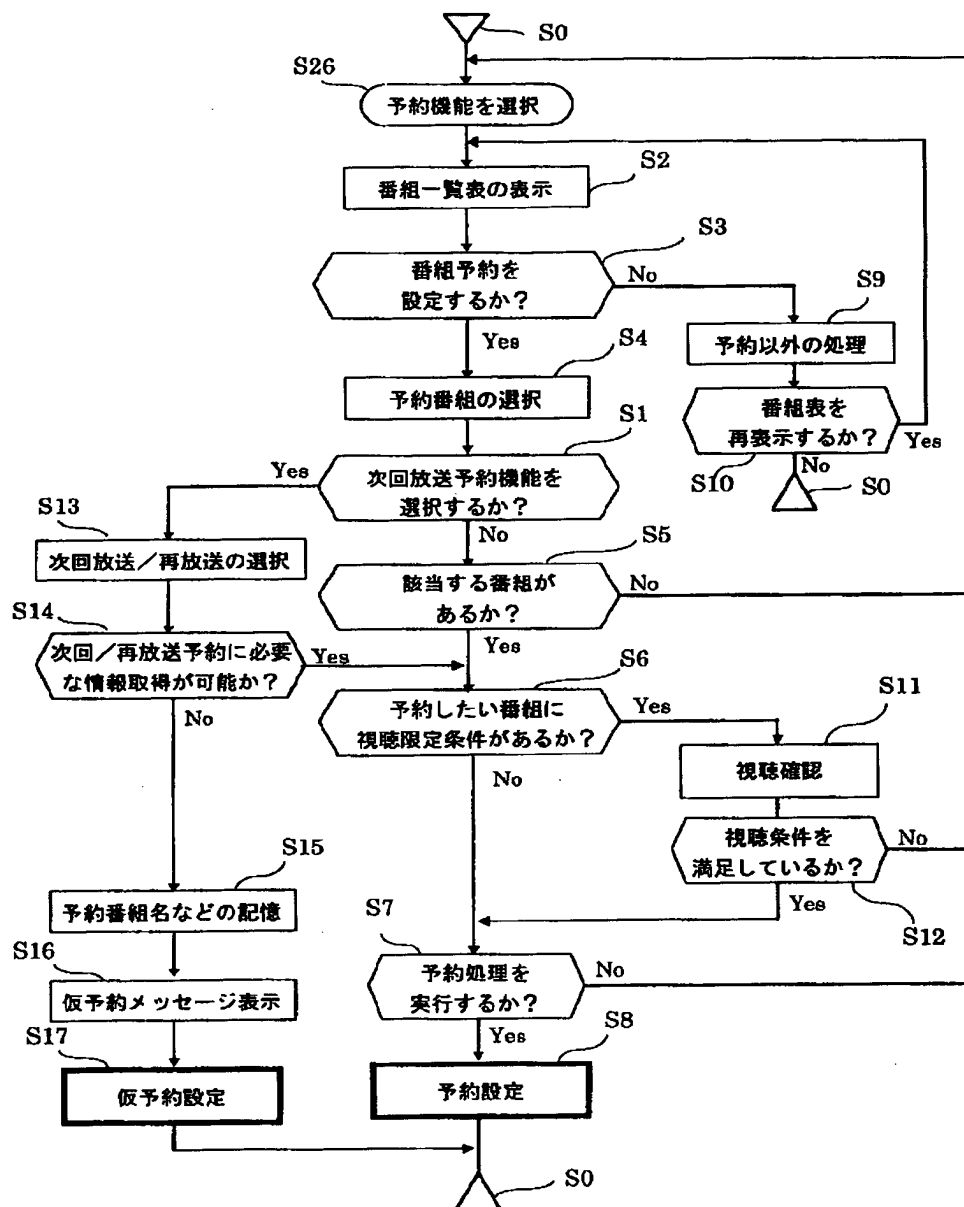 S0
S26
予約機能を選択
S2
番組一覧表の表示
S3
番組予約を
設定するか？
No
S9
予約以外の処理
Yes
S4
予約番組の選択
番組表を
再表示するか？
Yes
S10
No
S0
S1
次回放送予約機能を
選択するか？
Yes
No
S13
次回放送／再放送の選択
S5
該当する番組が
あるか？
No
Yes
S14
次回／再放送予約に必要
な情報取得が可能か？
Yes
No
S6
予約したい番組に
視聴限定条件があるか？
Yes
No
S11
視聴確認
視聴条件を
満足しているか？
No
Yes
S12
S15
予約番組名などの記憶
S7
予約処理を
実行するか？
No
Yes
S16
仮予約メッセージ表示
S17
仮予約設定
S8
予約設定
S0